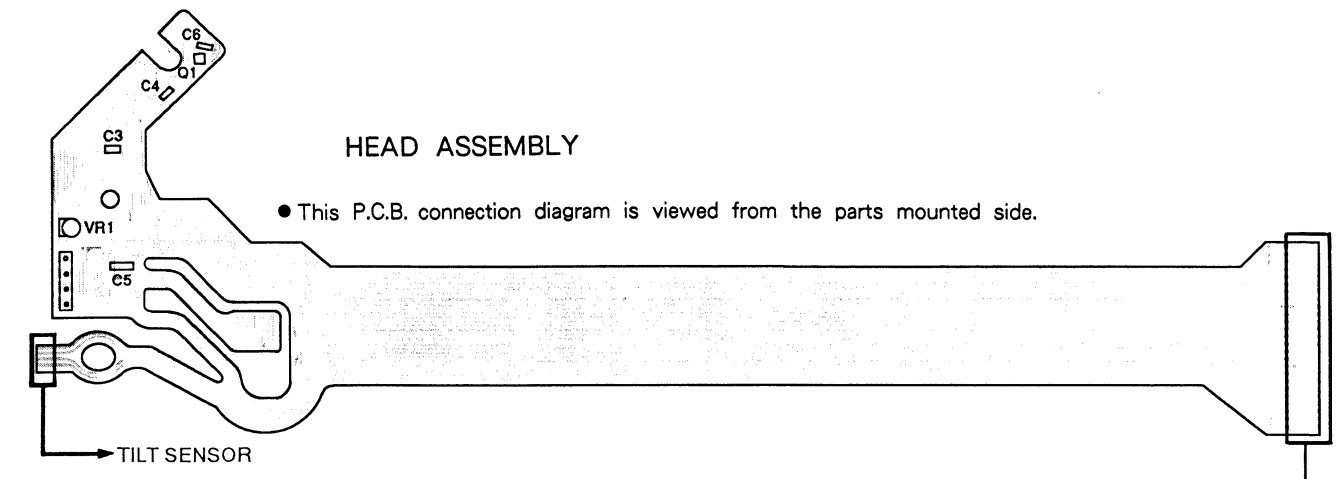 C6
Q1
C4
C3
HEAD ASSEMBLY
● This P.C.B. connection diagram is viewed from the parts mounted side.
VR1
C5
TILT SENSOR